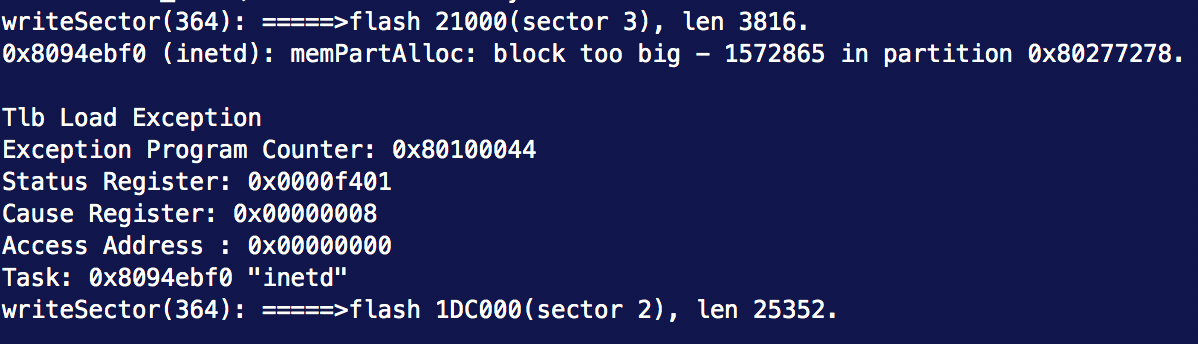 writeSector(364): =====>flash 21000(sector 3), len 3816.
0x8094ebf0 (inetd): memPartAlloc: block too big - 1572865 in partition 0x80277278.
Tlb Load Exception
Exception Program Counter: 0x80100044
Status Register: 0x0000f401
Cause Register: 0x00000008
Access Address : 0x00000000
Task: 0x8094ebf0 "inetd"
writeSector(364): =====>flash 1DC000(sector 2), len 25352.